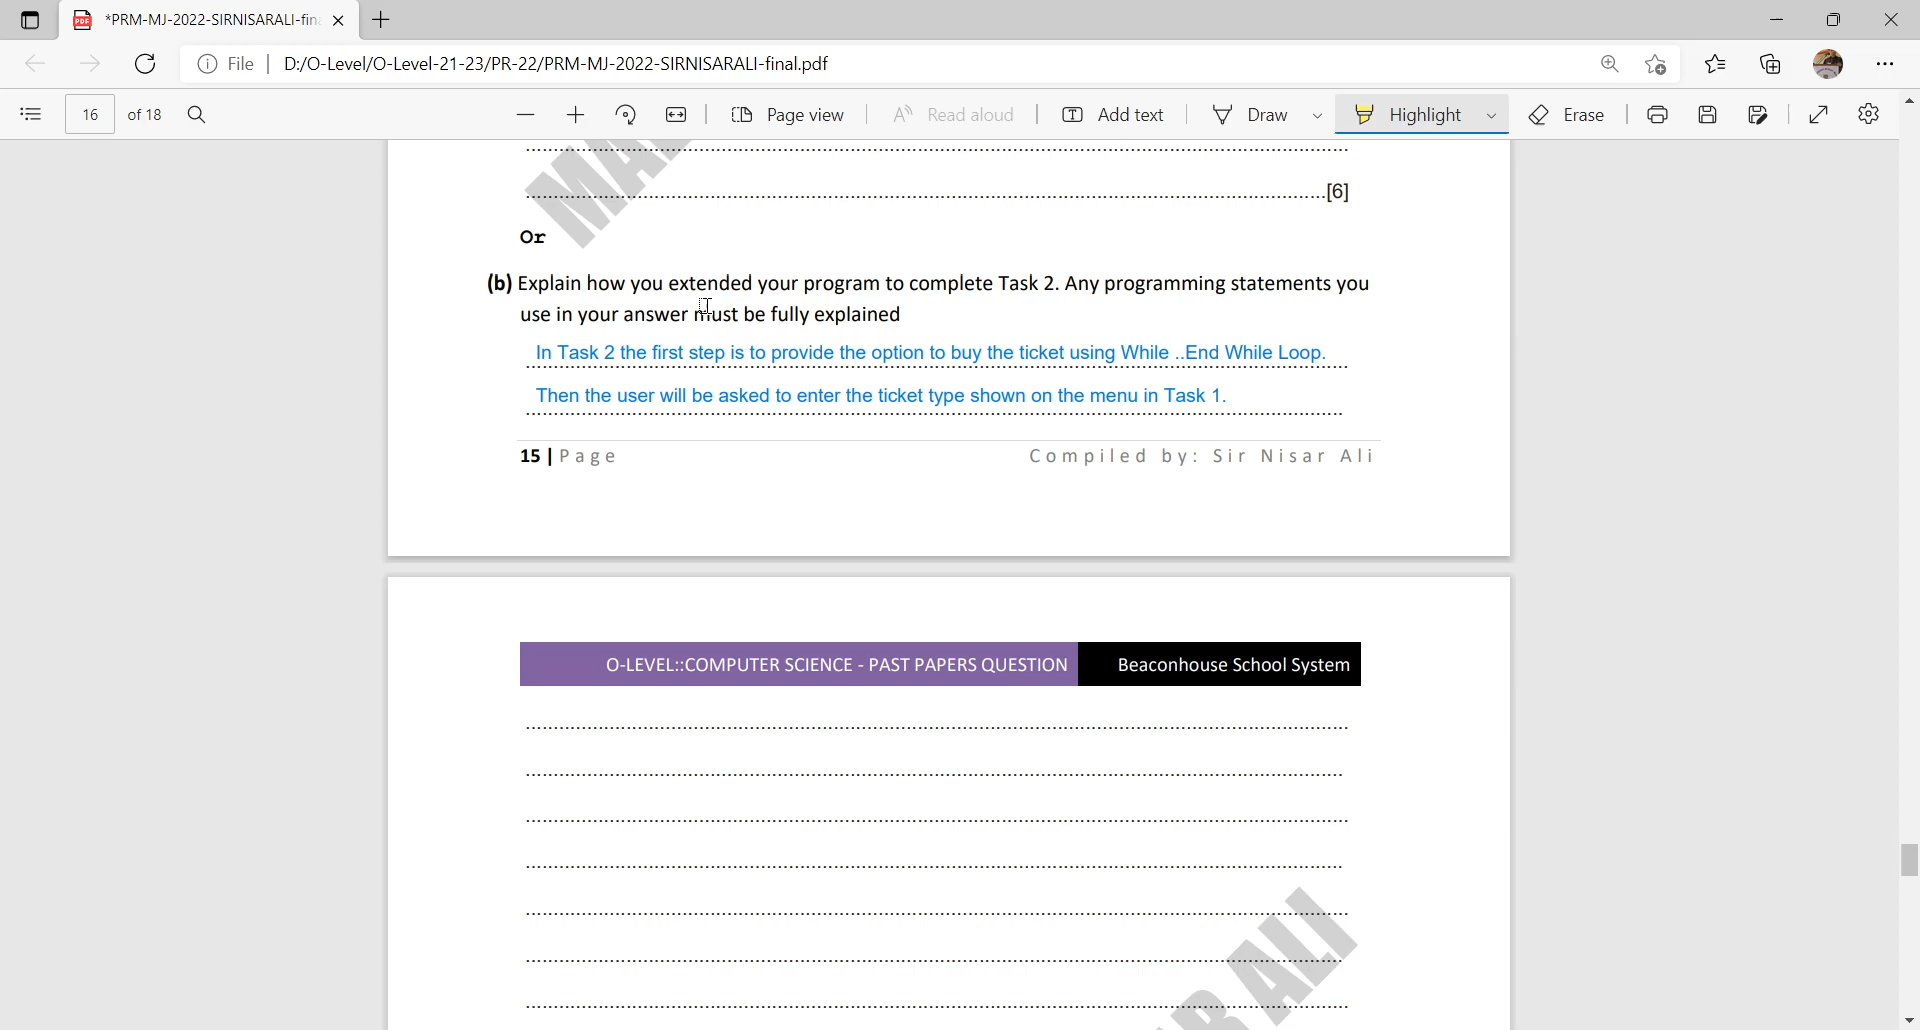 *PRM-MJ-2022-SIRNISARALI-fin
File
D:/O-Level/O-Level-21-23/PR-22/PRM-MJ-2022-SIRNISARALI-final.pdf
16 of 18
Page view
Read aloud
Add text
Draw
Highlight
Erase
[6]
Or
(b) Explain how you extended your program to complete Task 2. Any programming statements you
use in your answer must be fully explained
In Task 2 the first step is to provide the option to buy the ticket using While ..End While Loop.
Then the user will be asked to enter the ticket type shown on the menu in Task 1.
15 | Page
Compiled by: Sir Nisar Ali
O-LEVEL::COMPUTER SCIENCE - PAST PAPERS QUESTION
Beaconhouse School System
ALI